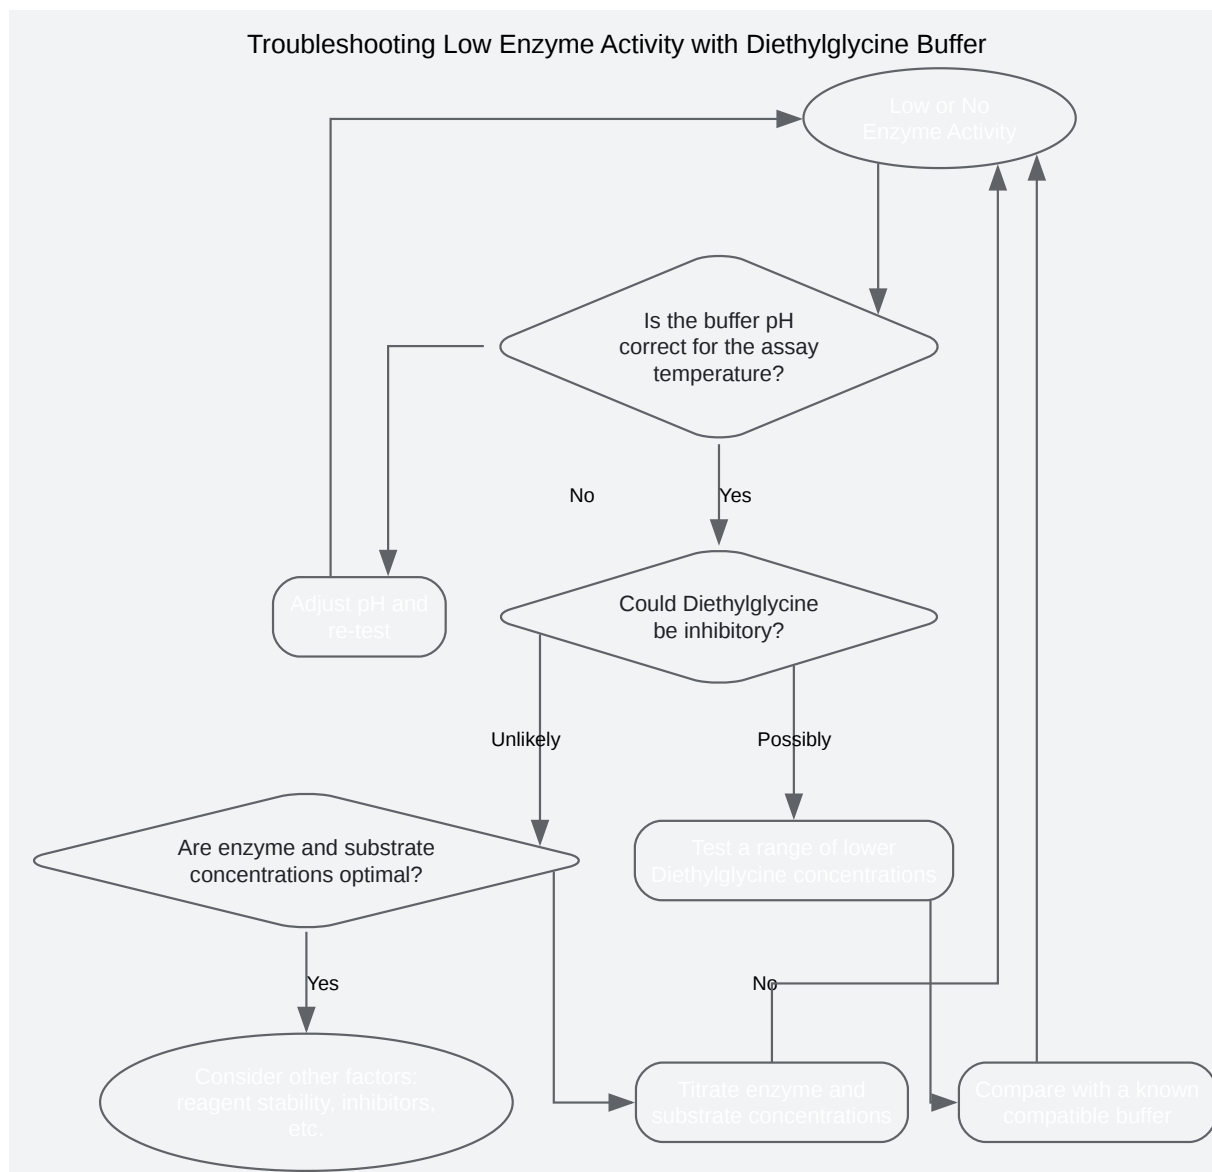 Troubleshooting Low Enzyme Activity with Diethylglycine Buffer
Low or No
Enzyme Activity
Is the buffer pH
correct for the assay
temperature?
No
Yes
Adjust pH and
re-test
Could Diethylglycine
be inhibitory?
Unlikely
Possibly
Are enzyme and substrate
concentrations optimal?
Test a range of lower
Diethylglycine concentrations
Yes
No
Consider other factors:
reagent stability, inhibitors,
etc.
Titrate enzyme and
substrate concentrations
Compare with a known
compatible buffer